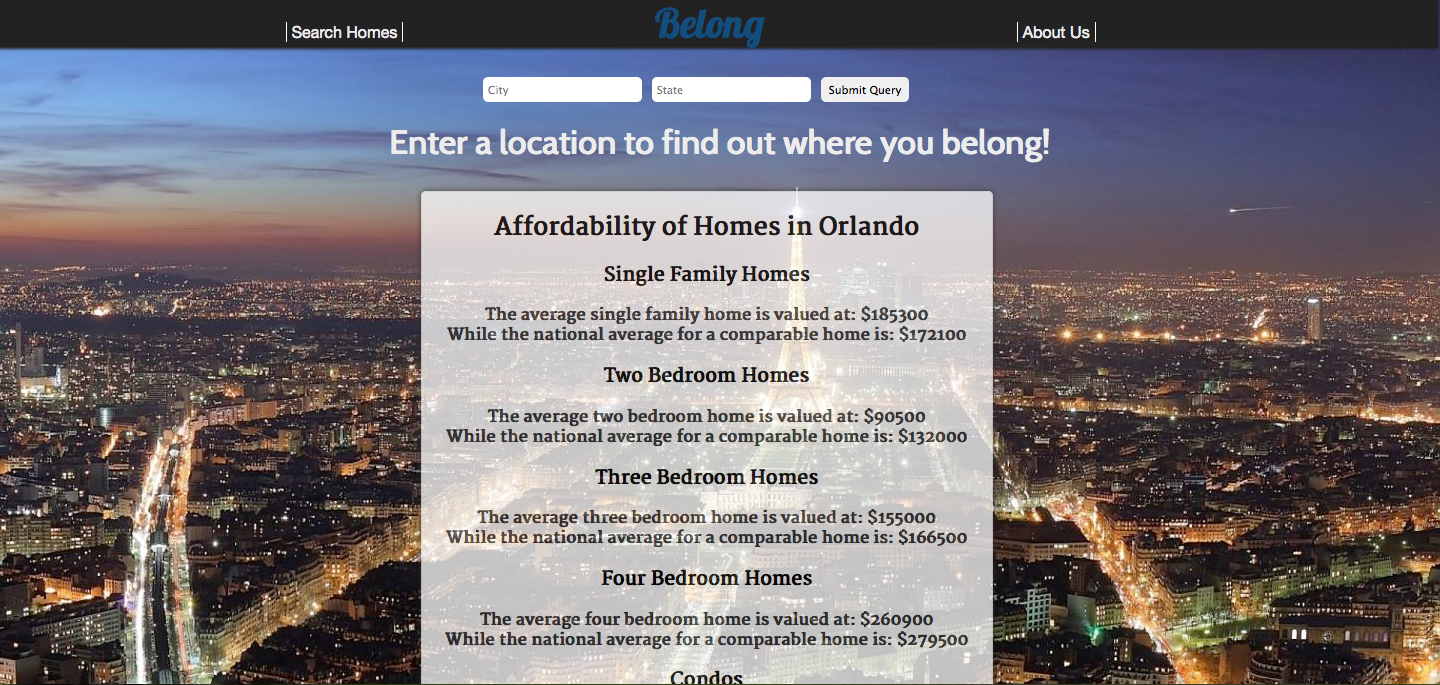 Search Homes
Belong
About Us
City
State
Submit Query
Enter a location to find out where you belong!
Affordability of Homes in Orlando
Single Family Homes
The average single family home is valued at: $185300
While the national average for a comparable home is: $172100
Two Bedroom Homes
The average two bedroom home is valued at: $90500
While the national average for a comparable home is: $132000
Three Bedroom Homes
The average three bedroom home is valued at: $155000
While the national average for a comparable home is: $166500
Four Bedroom Homes
The average four bedroom home is valued at: $260900
While the national average for a comparable home is: $279500
Condos